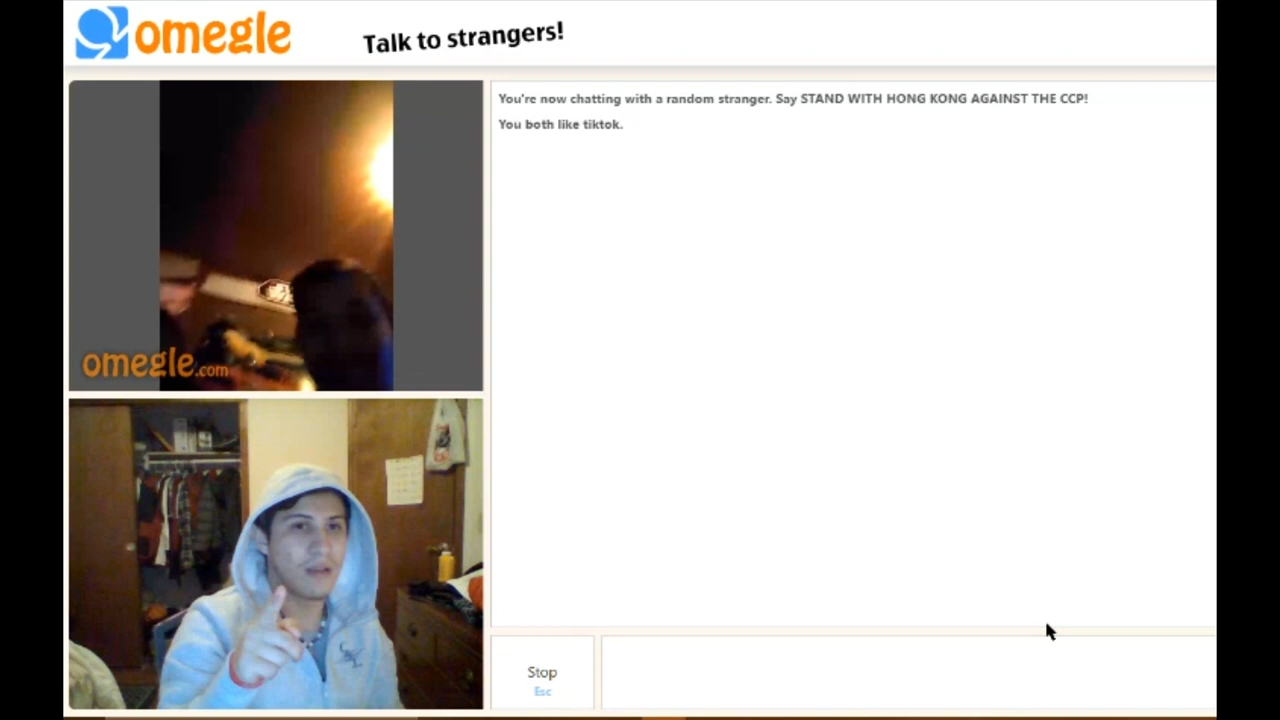 omegle
Talk to strangers!
You're now chatting with a random stranger. Say STAND WITH HONG KONG AGAINST THE CCP!
You both like tiktok.
omegle.com
Stop
Esc